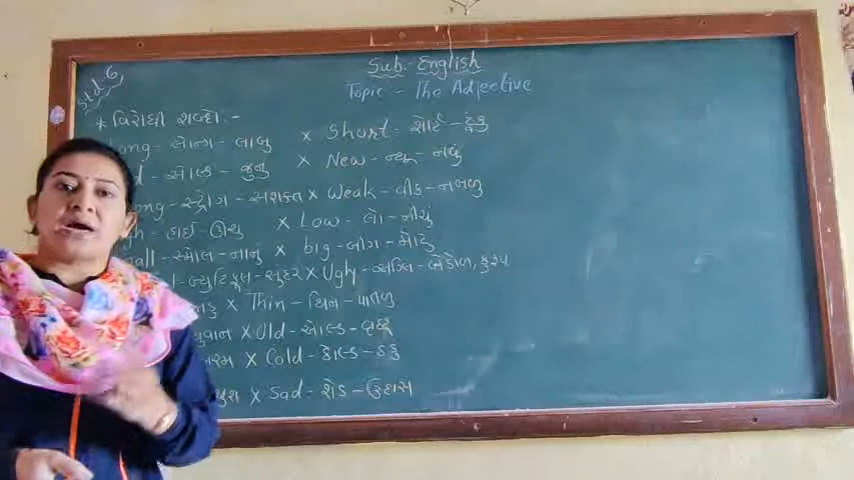 Std-6
Sub.- English
Topic - The Adjective
* વિરોધી શબ્દો :-
Long - લોન્ગ - લાંબુ × Short - શોર્ટ - ટૂંકુ
- ઓલ્ડ - જુનુ × New - ન્યૂ - નવું
ong - સ્ટ્રોંગ - સશક્ત × Weak - વીક - નબળુ
gh - હાઈ - ઊંચુ × Low - લો - નીચું
all - સ્મોલ - નાનું × big - બીગ - મોટું
l - બ્યુટિફૂલ - સુંદર × Ugly - અગ્લિ - બેડોળ, કુરૂપ
× Thin - થિન - પાતળુ
યુવાન × Old - ઓલ્ડ - વૃદ્ધ
ગરમ × Cold - કોલ્ડ - ઠંડુ
ખુશ × Sad - સેડ - ઉદાસ